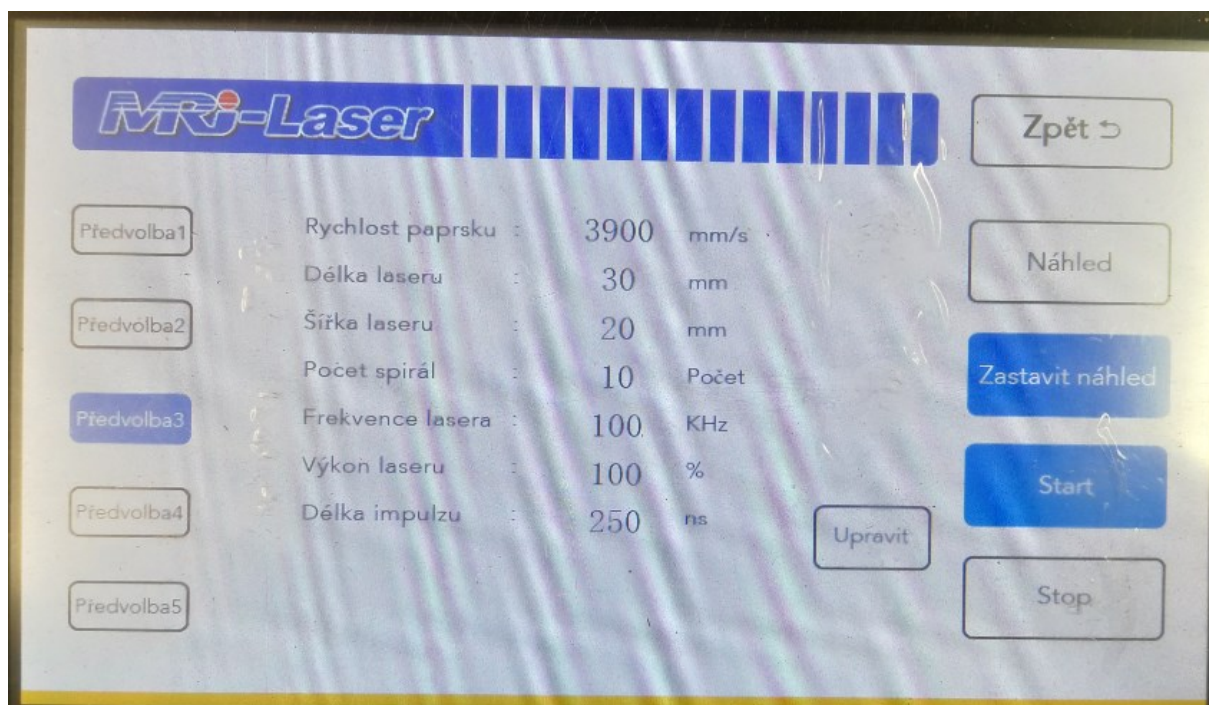 MRj-Laser
Zpět
Předvolba1
Rychlost paprsku : 3900 mm/s
Náhled
Délka laseru : 30 mm
Předvolba2
Šířka laseru : 20 mm
Počet spirál : 10 Počet
Zastavit náhled
Předvolba3
Frekvence lasera : 100 KHz
Výkon laseru : 100 %
Start
Předvolba4
Délka impulzu : 250 ns
Upravit
Předvolba5
Stop